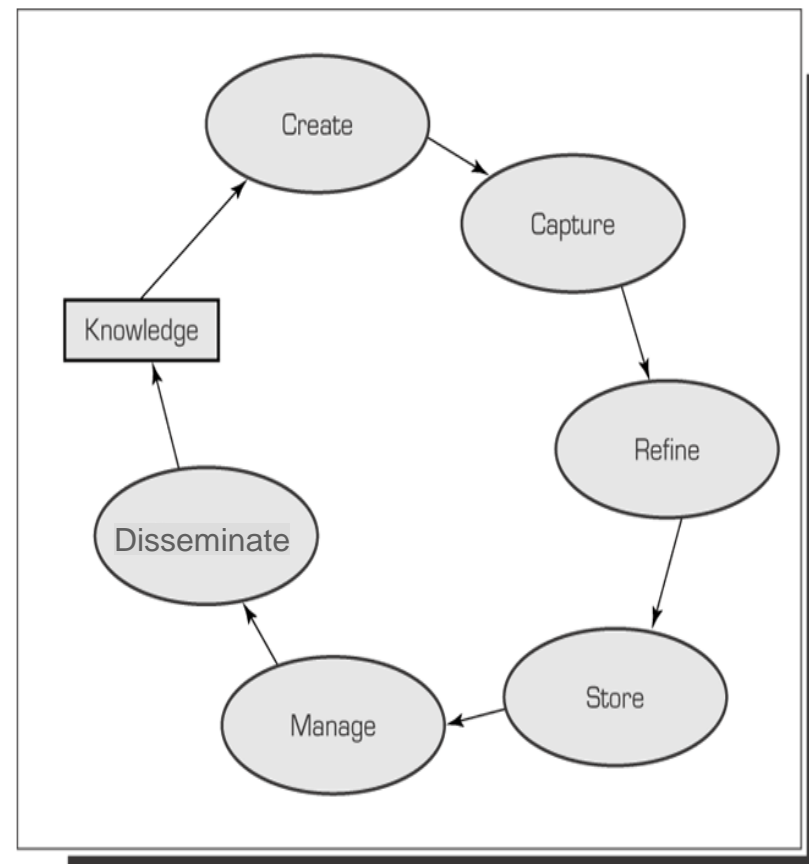 Create
Capture
Knowledge
Refine
Disseminate
Store
Manage